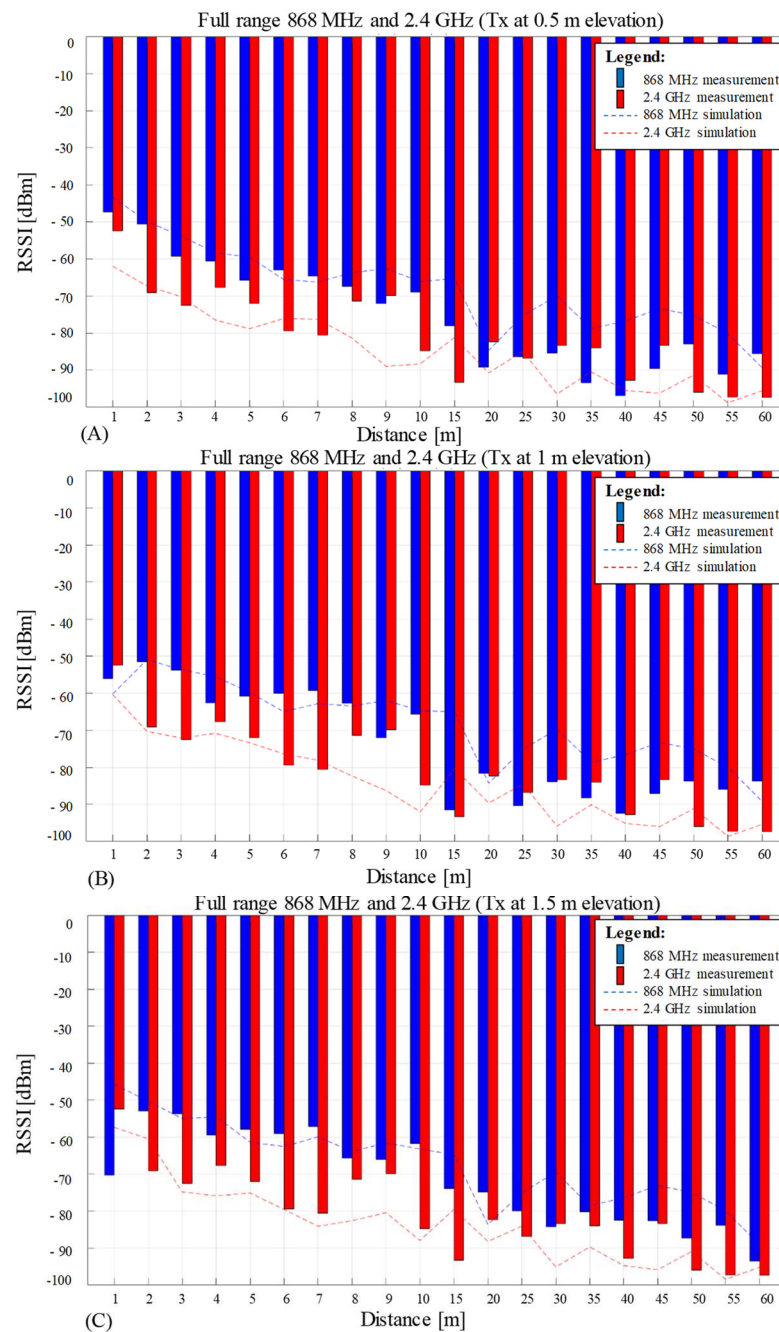 Full range 868 MHz and 2.4 GHz (Tx at 0.5 m elevation)
0
-10
-20
-30
- 40
- 50
- 60
-70
-80
- 90
-100
RSSI [dBm]
Legend:
868 MHz measurement
2.4 GHz measurement
868 MHz simulation
2.4 GHz simulation
1 2 3 4 5 6 7 8 9 10 15 20 25 30 35 40 45 50 55 60
(A)
Distance [m]
Full range 868 MHz and 2.4 GHz (Tx at 1 m elevation)
0
-10
-20
-30
- 40
- 50
- 60
-70
-80
- 90
-100
RSSI [dBm]
Legend:
868 MHz measurement
2.4 GHz measurement
868 MHz simulation
2.4 GHz simulation
1 2 3 4 5 6 7 8 9 10 15 20 25 30 35 40 45 50 55 60
(B)
Distance [m]
Full range 868 MHz and 2.4 GHz (Tx at 1.5 m elevation)
0
-10
-20
-30
- 40
- 50
- 60
-70
-80
- 90
-100
RSSI [dBm]
Legend:
868 MHz measurement
2.4 GHz measurement
868 MHz simulation
2.4 GHz simulation
1 2 3 4 5 6 7 8 9 10 15 20 25 30 35 40 45 50 55 60
(C)
Distance [m]